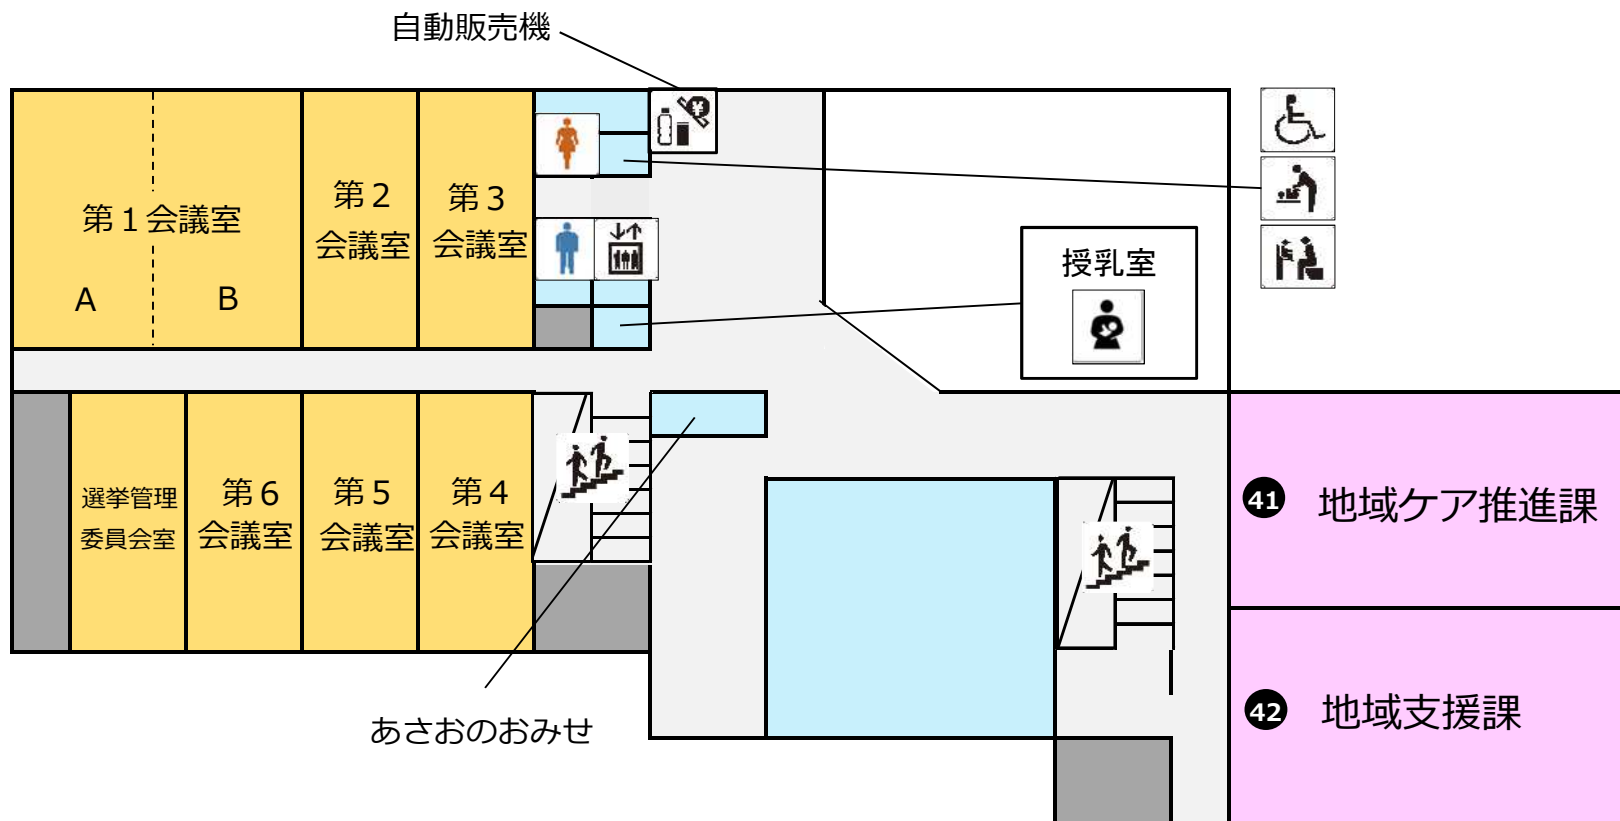 自動販売機
第１会議室
A
B
第２
会議室
第３
会議室
授乳室
選挙管理
委員会室
第６
会議室
第５
会議室
第４
会議室
41 地域ケア推進課
42 地域支援課
あさおのおみせ